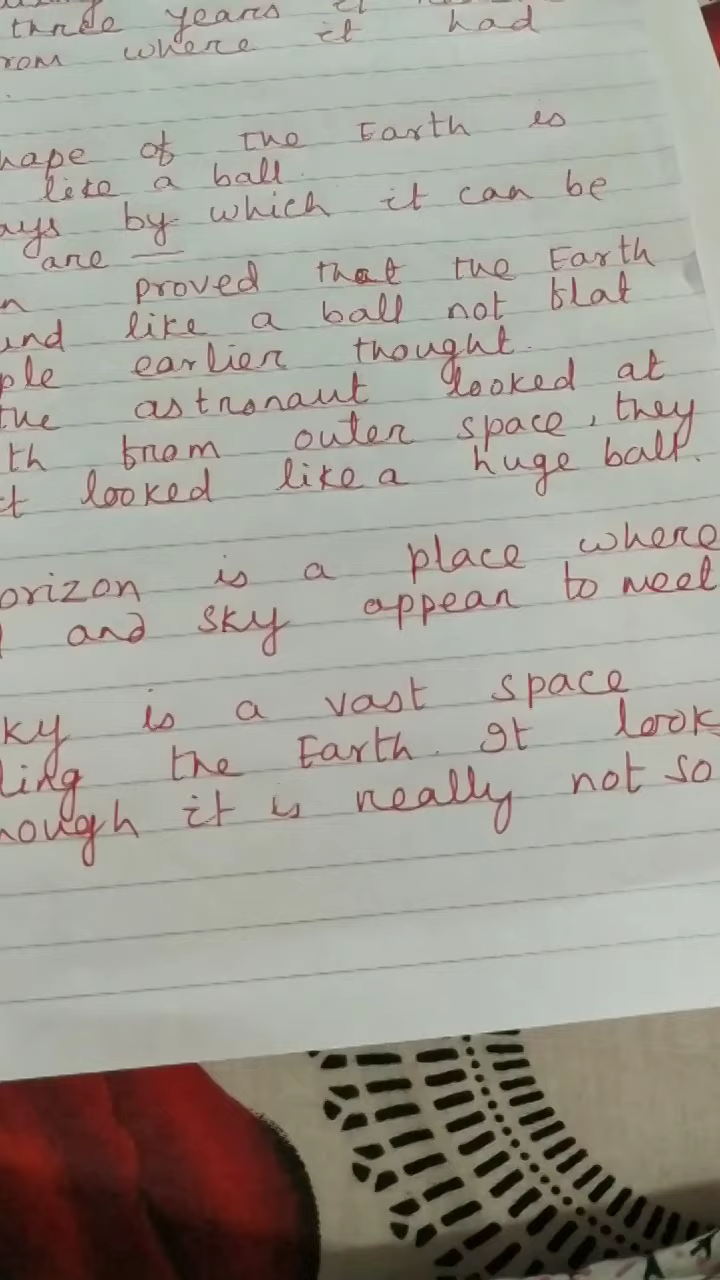 three years
rom where it had
hape of the Earth is
like a ball.
ays by which it can be
are —
n proved that the Earth
und like a ball not flat
ple earlier thought.
the astronaut looked at
th from outer space, they
t looked like a huge ball.
orizon is a place where
and sky appear to meet
ky is a vast space
ling the Earth. It look
hough it is really not so